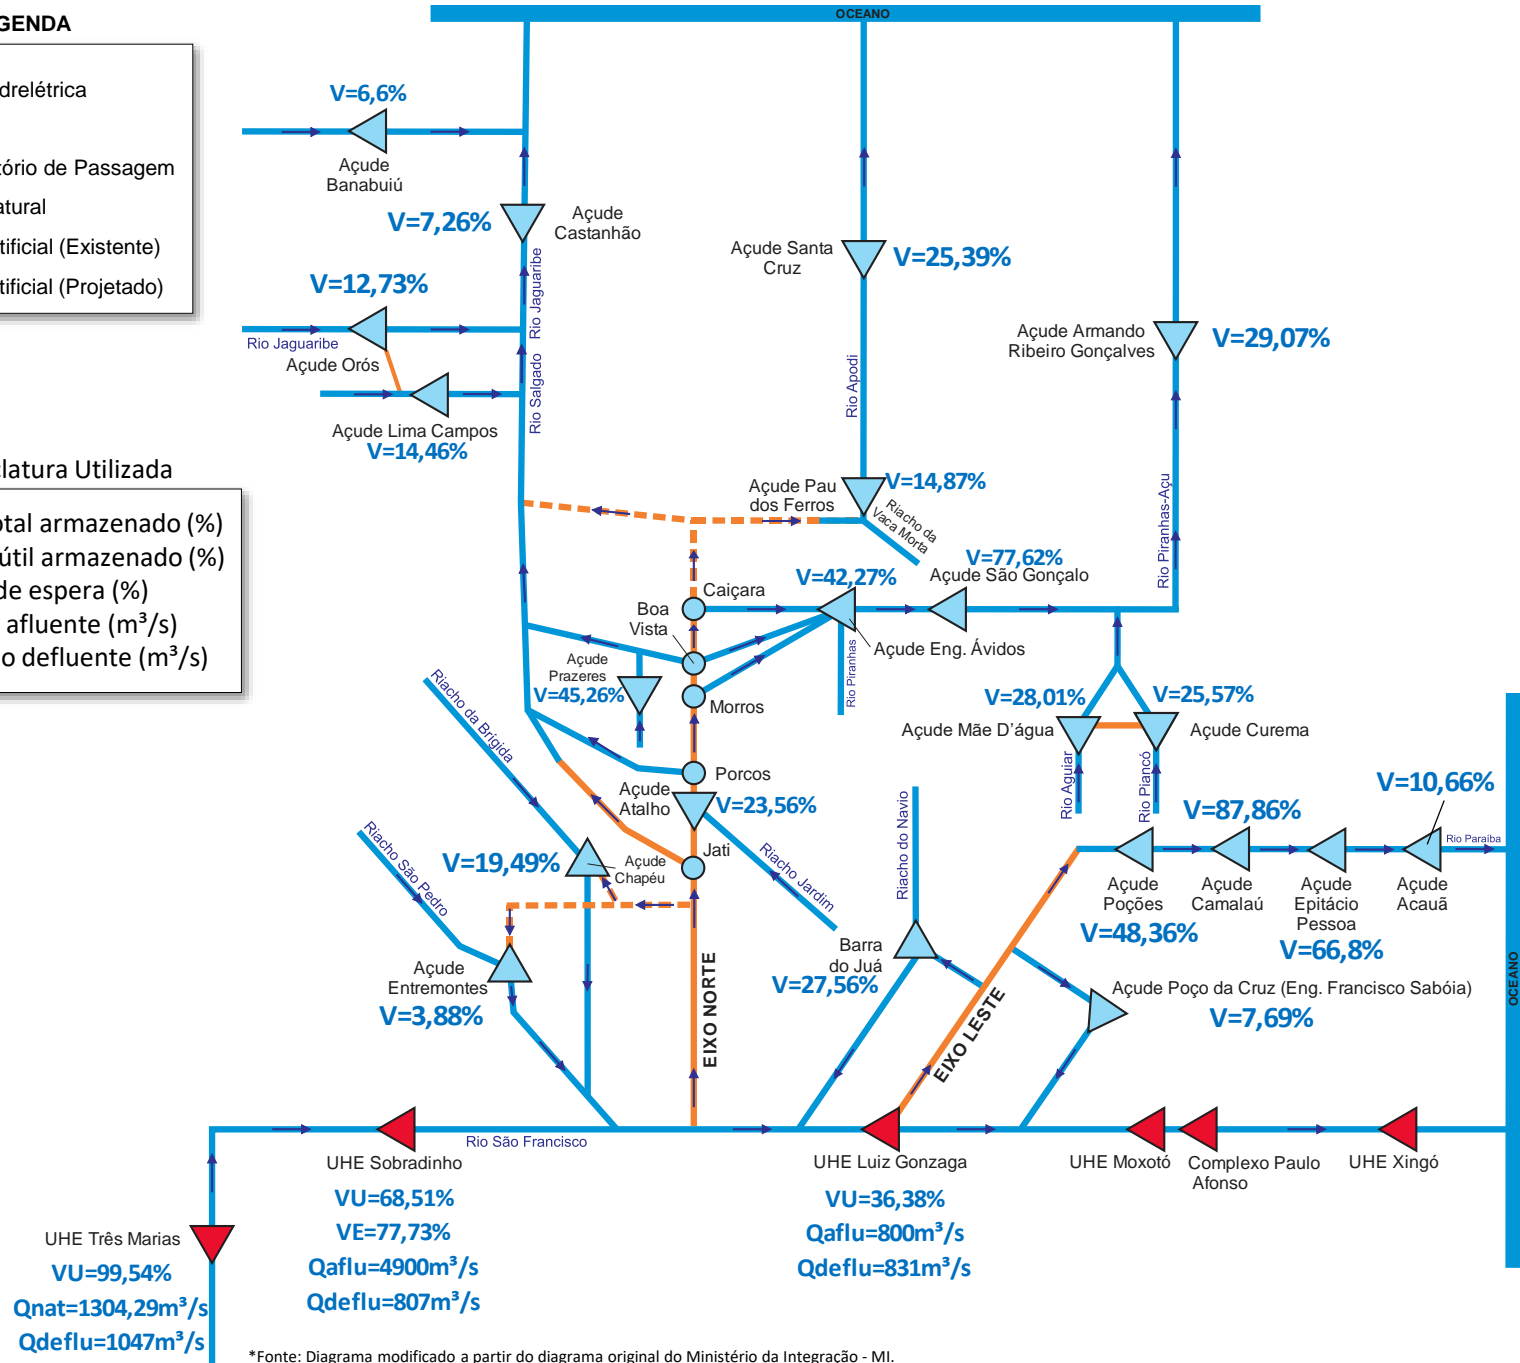 OCEANO
GENDA
drelétrica
tório de Passagem
atural
tificial (Existente)
tificial (Projetado)
V=6,6%
Açude
Banabuiú
V=7,26%
Açude
Castanhão
Rio Jaguaribe
V=12,73%
Rio Jaguaribe
Açude Orós
Rio Salgado
Açude Lima Campos
V=14,46%
Açude Santa
Cruz
V=25,39%
Rio Apodi
Açude Armando
Ribeiro Gonçalves
V=29,07%
Rio Piranhas-Açu
clatura Utilizada
otal armazenado (%)
útil armazenado (%)
de espera (%)
afluente (m³/s)
o defluente (m³/s)
Açude Pau
dos Ferros
V=14,87%
Riacho da
Vaca Morta
V=77,62%
Açude São Gonçalo
V=42,27%
Caiçara
Boa
Vista
Açude Eng. Ávidos
Rio Piranhas
Açude
Prazeres
V=45,26%
Morros
Riacho da Brígida
V=28,01%
Açude Mãe D'água
V=25,57%
Açude Curema
Rio Aguiar
Rio Piancó
Porcos
Açude
Atalho
V=23,56%
Jati
Riacho Jardim
Riacho São Pedro
V=19,49%
Açude
Chapéu
Riacho do Navio
V=10,66%
V=87,86%
Rio Paraíba
Açude
Poções
V=48,36%
Açude
Camalaú
Açude
Epitácio
Pessoa
V=66,8%
Açude
Acauã
Açude
Entremontes
V=3,88%
EIXO NORTE
Barra
do Juá
V=27,56%
EIXO LESTE
Açude Poço da Cruz (Eng. Francisco Sabóia)
V=7,69%
OCEANO
Rio São Francisco
UHE Sobradinho
VU=68,51%
VE=77,73%
Qaflu=4900m³/s
Qdeflu=807m³/s
UHE Luiz Gonzaga
VU=36,38%
Qaflu=800m³/s
Qdeflu=831m³/s
UHE Moxotó
Complexo Paulo
Afonso
UHE Xingó
UHE Três Marias
VU=99,54%
Qnat=1304,29m³/s
Qdeflu=1047m³/s
*Fonte: Diagrama modificado a partir do diagrama original do Ministério da Integração - MI.